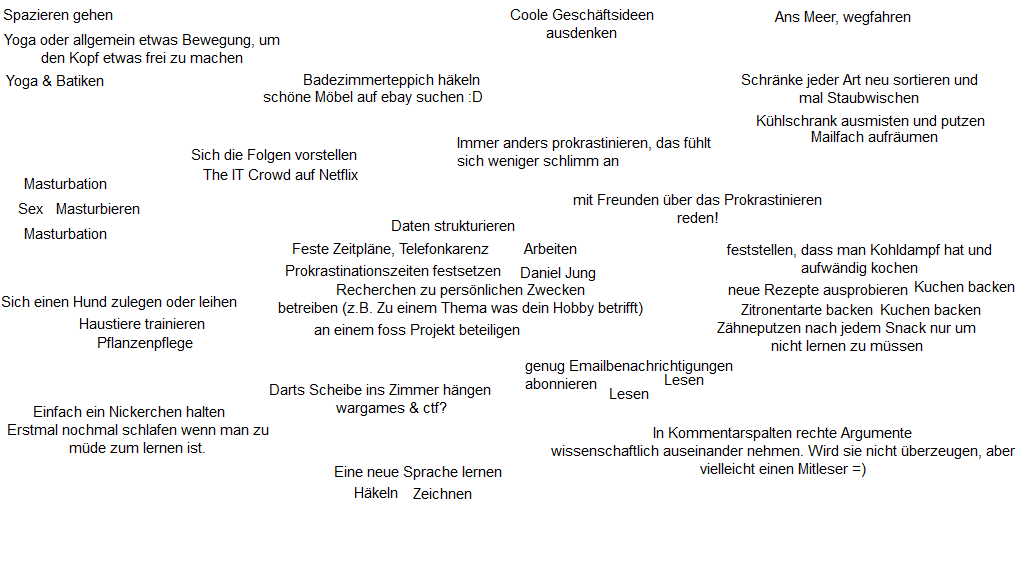 Spazieren gehen
Coole Geschäftsideen
ausdenken
Ans Meer, wegfahren
Yoga oder allgemein etwas Bewegung, um
den Kopf etwas frei zu machen
Yoga & Batiken
Badezimmerteppich häkeln
schöne Möbel auf ebay suchen :D
Schränke jeder Art neu sortieren und
mal Staubwischen
Kühlschrank ausmisten und putzen
Mailfach aufräumen
Immer anders prokrastinieren, das fühlt
sich weniger schlimm an
Sich die Folgen vorstellen
The IT Crowd auf Netflix
Masturbation
Sex Masturbieren
Masturbation
mit Freunden über das Prokrastinieren
reden!
Daten strukturieren
Feste Zeitpläne, Telefonkarenz
Arbeiten
Prokrastinationszeiten festsetzen
Daniel Jung
Recherchen zu persönlichen Zwecken
betreiben (z.B. Zu einem Thema was dein Hobby betrifft)
an einem foss Projekt beteiligen
feststellen, dass man Kohldampf hat und
aufwändig kochen
neue Rezepte ausprobieren
Kuchen backen
Zitronentarte backen
Kuchen backen
Zähneputzen nach jedem Snack nur um
nicht lernen zu müssen
Sich einen Hund zulegen oder leihen
Haustiere trainieren
Pflanzenpflege
genug Emailbenachrichtigungen
abonnieren
Lesen
Lesen
Darts Scheibe ins Zimmer hängen
wargames & ctf?
Einfach ein Nickerchen halten
Erstmal nochmal schlafen wenn man zu
müde zum lernen ist.
In Kommentarspalten rechte Argumente
wissenschaftlich auseinander nehmen. Wird sie nicht überzeugen, aber
vielleicht einen Mitleser =)
Eine neue Sprache lernen
Häkeln
Zeichnen